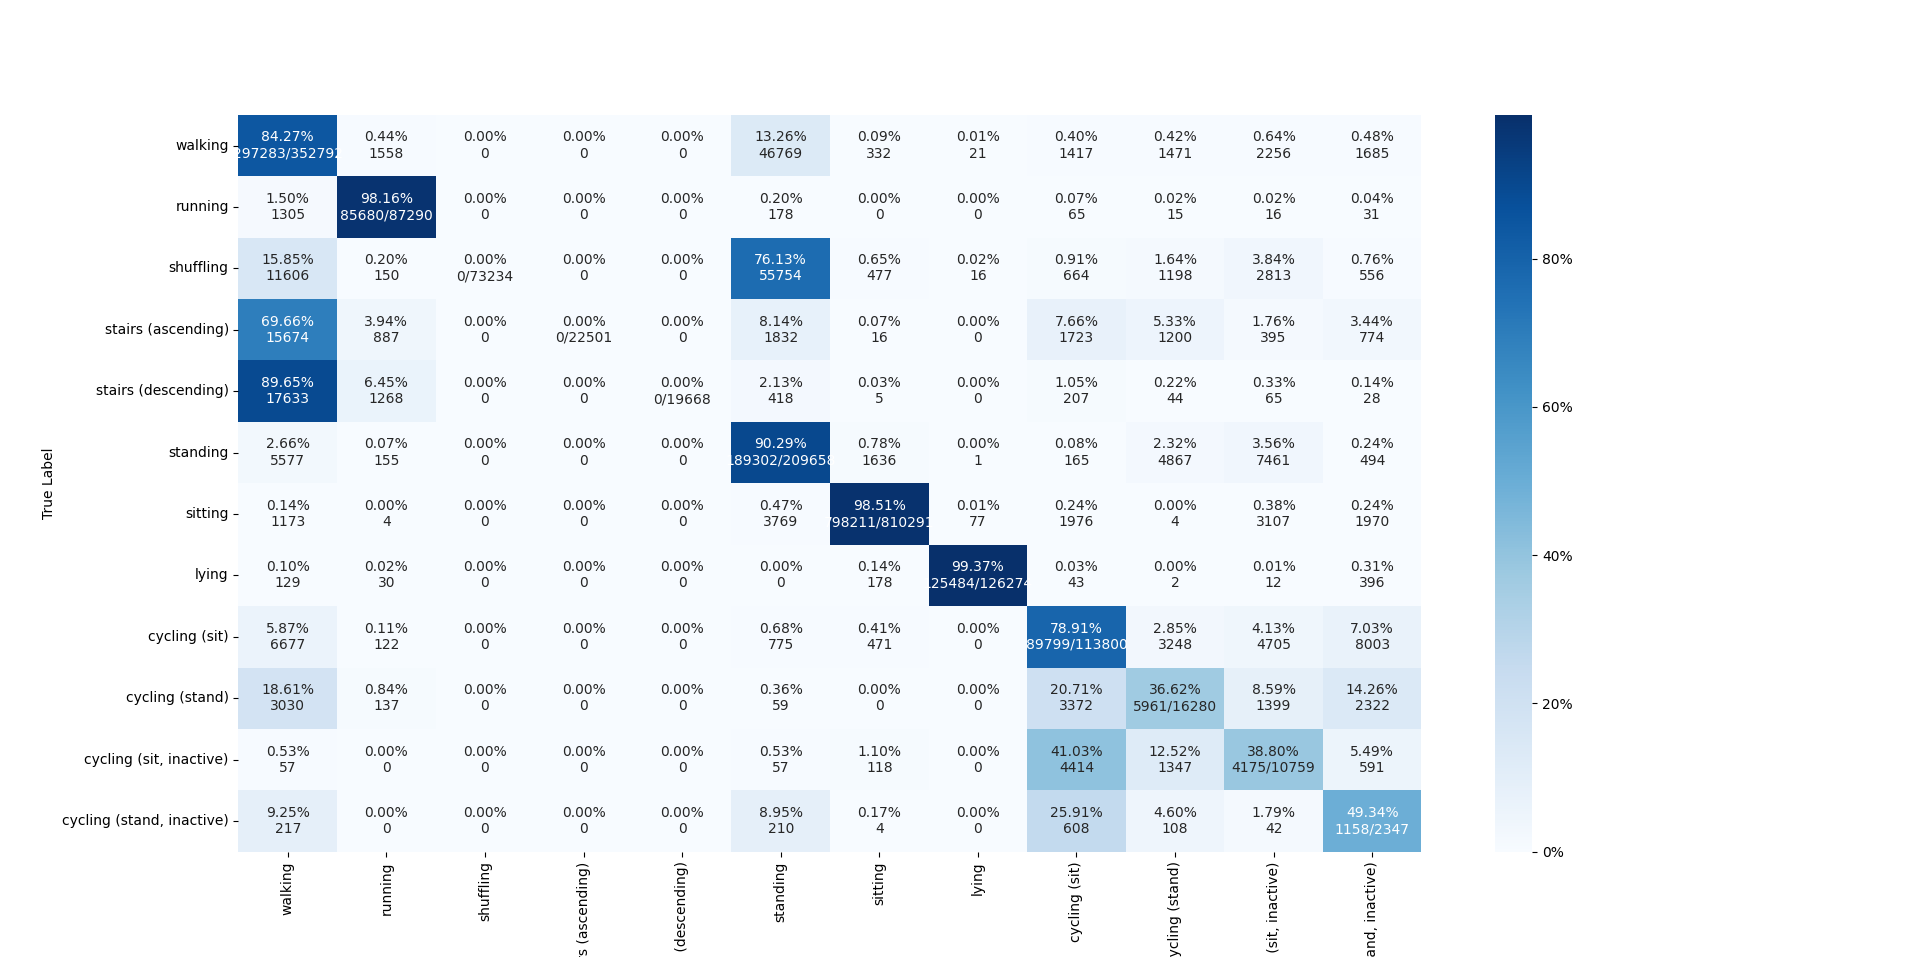 walking
84.27% 0.44% 0.00% 0.00% 0.00% 13.26% 0.09% 0.01% 0.40% 0.42% 0.64% 0.48%
297283/352792 1558 0 0 0 46769 332 21 1417 1471 2256 1685
running
1.50% 98.16% 0.00% 0.00% 0.00% 0.20% 0.00% 0.00% 0.07% 0.02% 0.02% 0.04%
1305 85680/87290 0 0 0 178 0 0 65 15 16 31
shuffling
15.85% 0.20% 0.00% 0.00% 0.00% 76.13% 0.65% 0.02% 0.91% 1.64% 3.84% 0.76%
11606 150 0/73234 0 0 55754 477 16 664 1198 2813 556
stairs (ascending)
69.66% 3.94% 0.00% 0.00% 0.00% 8.14% 0.07% 0.00% 7.66% 5.33% 1.76% 3.44%
15674 887 0 0/22501 0 1832 16 0 1723 1200 395 774
stairs (descending)
89.65% 6.45% 0.00% 0.00% 0.00% 2.13% 0.03% 0.00% 1.05% 0.22% 0.33% 0.14%
17633 1268 0 0 0/19668 418 5 0 207 44 65 28
standing
2.66% 0.07% 0.00% 0.00% 0.00% 90.29% 0.78% 0.00% 0.08% 2.32% 3.56% 0.24%
5577 155 0 0 0 189302/209658 1636 1 165 4867 7461 494
sitting
0.14% 0.00% 0.00% 0.00% 0.00% 0.47% 98.51% 0.01% 0.24% 0.00% 0.38% 0.24%
1173 4 0 0 0 3769 798211/810291 77 1976 4 3107 1970
lying
0.10% 0.02% 0.00% 0.00% 0.00% 0.00% 0.14% 99.37% 0.03% 0.00% 0.01% 0.31%
129 30 0 0 0 0 178 25484/126274 43 2 12 396
cycling (sit)
5.87% 0.11% 0.00% 0.00% 0.00% 0.68% 0.41% 0.00% 78.91% 2.85% 4.13% 7.03%
6677 122 0 0 0 775 471 0 89799/113800 3248 4705 8003
cycling (stand)
18.61% 0.84% 0.00% 0.00% 0.00% 0.36% 0.00% 0.00% 20.71% 36.62% 8.59% 14.26%
3030 137 0 0 0 59 0 0 3372 5961/16280 1399 2322
cycling (sit, inactive)
0.53% 0.00% 0.00% 0.00% 0.00% 0.53% 1.10% 0.00% 41.03% 12.52% 38.80% 5.49%
57 0 0 0 0 57 118 0 4414 1347 4175/10759 591
cycling (stand, inactive)
9.25% 0.00% 0.00% 0.00% 0.00% 8.95% 0.17% 0.00% 25.91% 4.60% 1.79% 49.34%
217 0 0 0 0 210 4 0 608 108 42 1158/2347
True Label
walking
running
shuffling
(ascending)
(descending)
standing
sitting
lying
cycling (sit)
ycling (stand)
(sit, inactive)
and, inactive)
80%
60%
40%
20%
0%